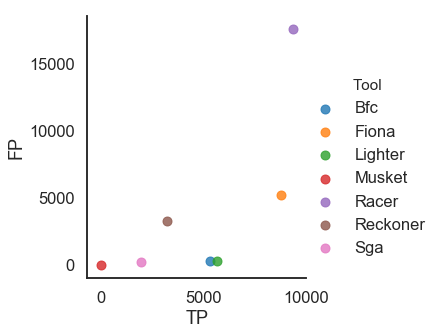 15000
10000
5000
0
FP
0
5000
10000
TP
Tool
Bfc
Fiona
Lighter
Musket
Racer
Reckoner
Sga